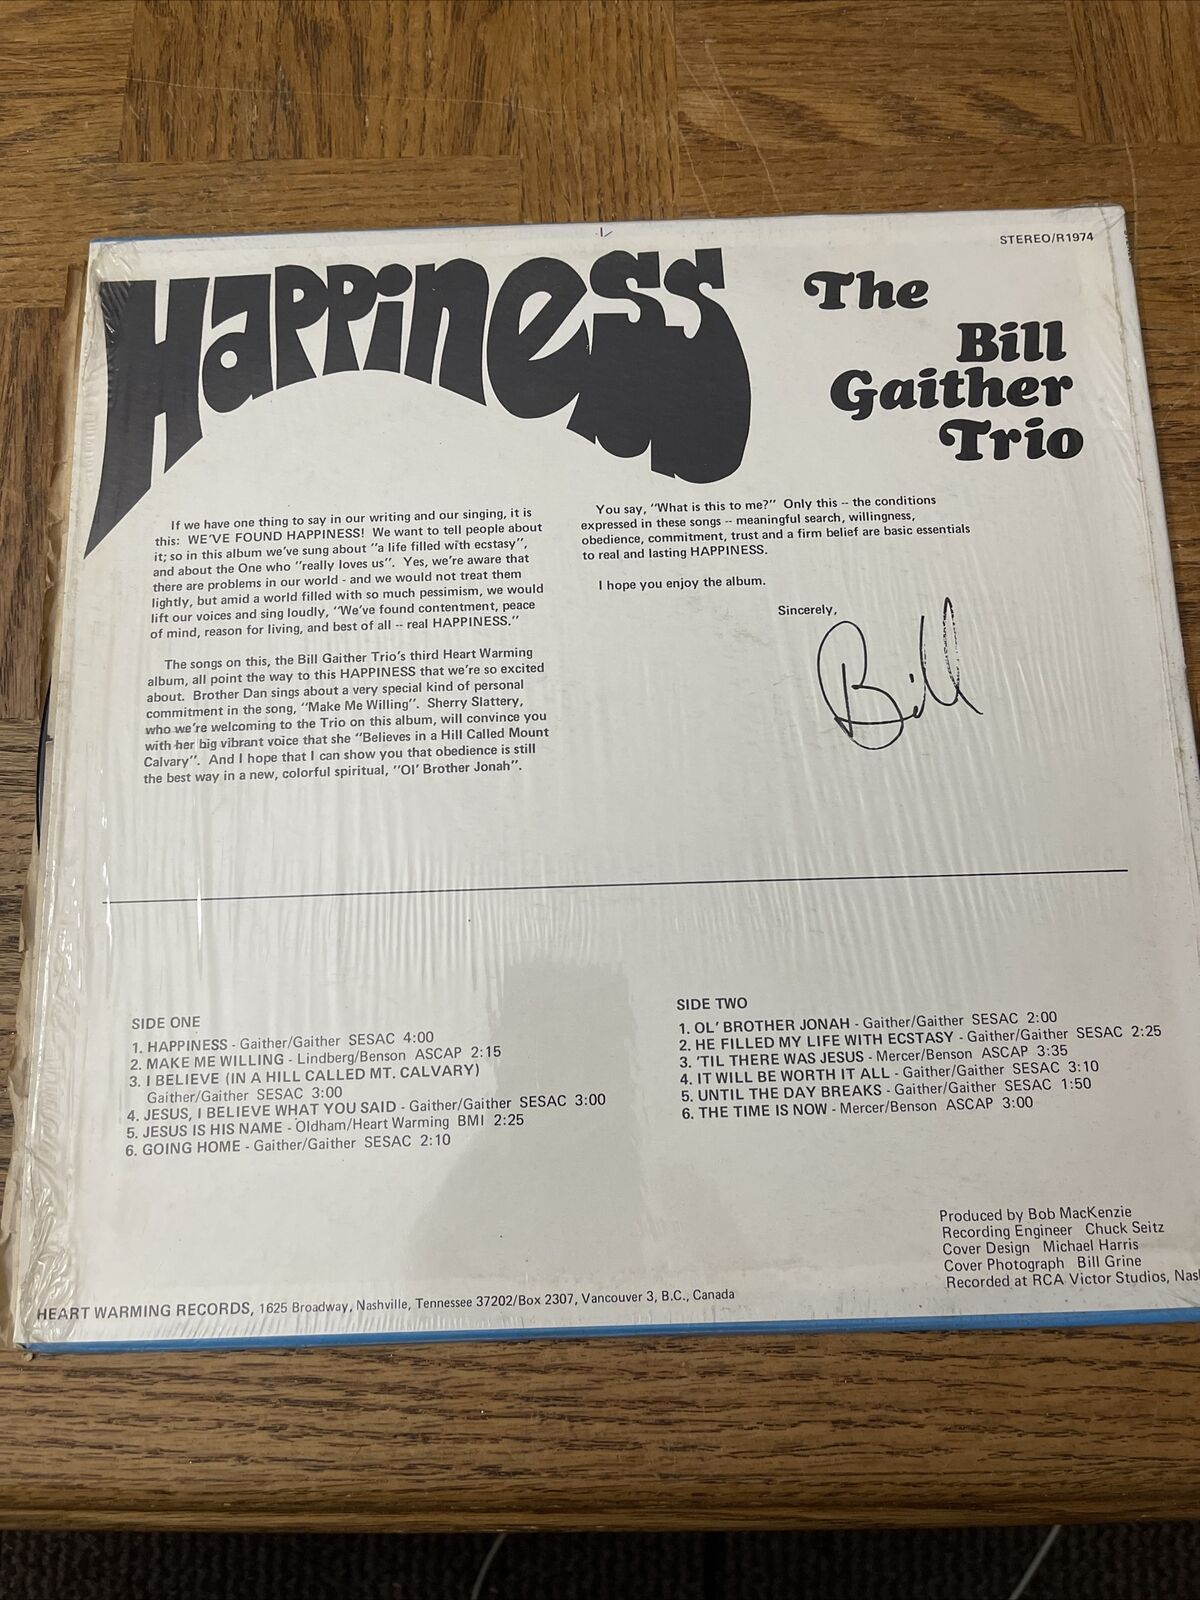 STEREO/R1974
HAPPINESS
The
Bill
Gaither
Trio
If we have one thing to say in our writing and our singing, it is
this: WE'VE FOUND HAPPINESS! We want to tell people about
it; so in this album we've sung about "a life filled with ecstasy",
and about the One who "really loves us". Yes, we're aware that
there are problems in our world - and we would not treat them
lightly, but amid a world filled with so much pessimism, we would
lift our voices and sing loudly, "We've found contentment, peace
of mind, reason for living, and best of all -- real HAPPINESS."
The songs on this, the Bill Gaither Trio's third Heart Warming
album, all point the way to this HAPPINESS that we're so excited
about. Brother Dan sings about a very special kind of personal
commitment in the song, "Make Me Willing". Sherry Slattery,
who we're welcoming to the Trio on this album, will convince you
with her big vibrant voice that she "Believes in a Hill Called Mount
Calvary". And I hope that I can show you that obedience is still
the best way in a new, colorful spiritual, "Ol' Brother Jonah".
You say, "What is this to me?" Only this -- the conditions
expressed in these songs -- meaningful search, willingness,
obedience, commitment, trust and a firm belief are basic essentials
to real and lasting HAPPINESS.
I hope you enjoy the album.
Sincerely,
Bill
SIDE ONE
1. HAPPINESS - Gaither/Gaither SESAC 4:00
2. MAKE ME WILLING - Lindberg/Benson ASCAP 2:15
3. I BELIEVE (IN A HILL CALLED MT. CALVARY)
Gaither/Gaither SESAC 3:00
4. JESUS, I BELIEVE WHAT YOU SAID - Gaither/Gaither SESAC 3:00
5. JESUS IS HIS NAME - Oldham/Heart Warming BMI 2:25
6. GOING HOME - Gaither/Gaither SESAC 2:10
SIDE TWO
1. OL' BROTHER JONAH - Gaither/Gaither SESAC 2:00
2. HE FILLED MY LIFE WITH ECSTASY - Gaither/Gaither SESAC 2:25
3. 'TIL THERE WAS JESUS - Mercer/Benson ASCAP 3:35
4. IT WILL BE WORTH IT ALL - Gaither/Gaither SESAC 3:10
5. UNTIL THE DAY BREAKS - Gaither/Gaither SESAC 1:50
6. THE TIME IS NOW - Mercer/Benson ASCAP 3:00
Produced by Bob MacKenzie
Recording Engineer Chuck Seitz
Cover Design Michael Harris
Cover Photograph Bill Grine
Recorded at RCA Victor Studios, Nas
HEART WARMING RECORDS, 1625 Broadway, Nashville, Tennessee 37202/Box 2307, Vancouver 3, B.C., Canada